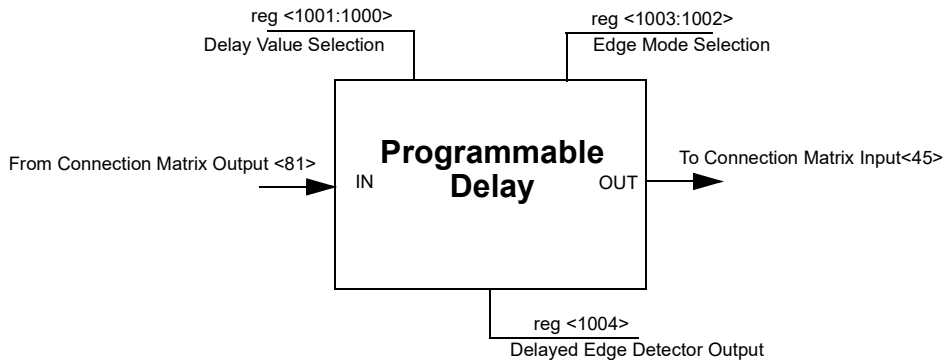 reg <1001:1000>
Delay Value Selection
reg <1003:1002>
Edge Mode Selection
From Connection Matrix Output <81>
IN
Programmable
Delay
OUT
To Connection Matrix Input<45>
reg <1004>
Delayed Edge Detector Output